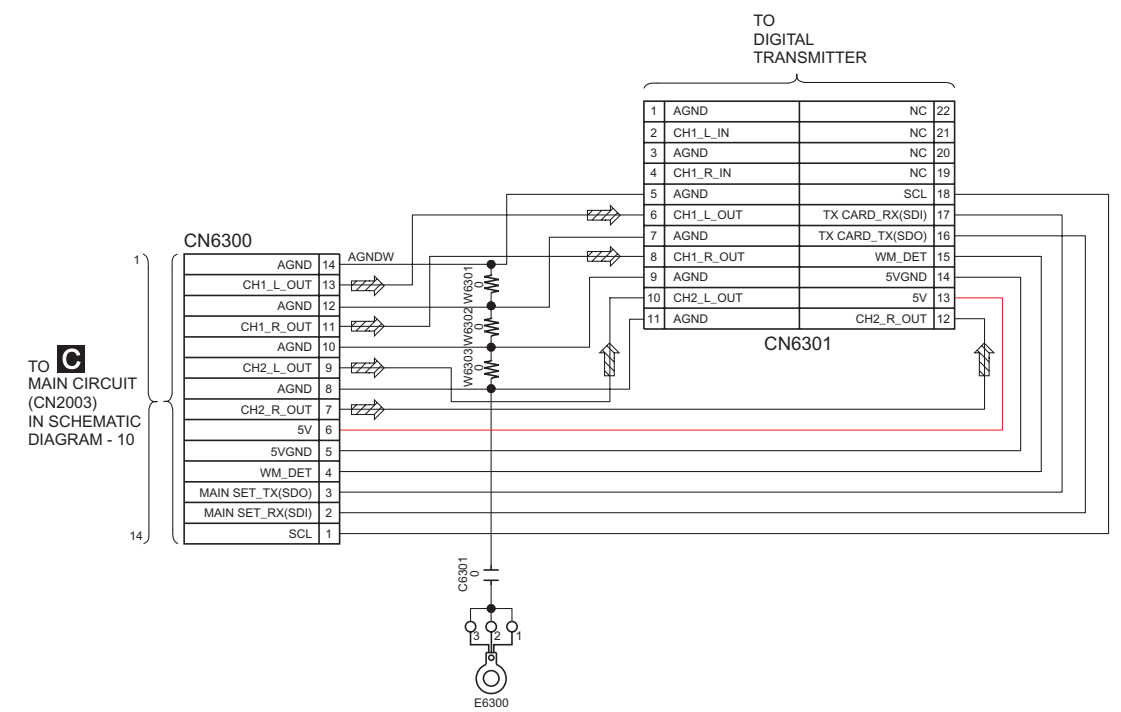 TO
DIGITAL
TRANSMITTER
1 AGND NC 22
2 CH1_L_IN NC 21
3 AGND NC 20
4 CH1_R_IN NC 19
5 AGND SCL 18
6 CH1_L_OUT TX CARD_RX(SDI) 17
7 AGND TX CARD_TX(SDO) 16
8 CH1_R_OUT WM_DET 15
9 AGND 5VGND 14
10 CH2_L_OUT 5V 13
11 AGND CH2_R_OUT 12
CN6301
CN6300
1
14
TO C
MAIN CIRCUIT
(CN2003)
IN SCHEMATIC
DIAGRAM - 10
AGND 14
CH1_L_OUT 13
AGND 12
CH1_R_OUT 11
AGND 10
CH2_L_OUT 9
AGND 8
CH2_R_OUT 7
5V 6
5VGND 5
WM_DET 4
MAIN SET_TX(SDO) 3
MAIN SET_RX(SDI) 2
SCL 1
AGNDW
W6301
0
W6302
0
W6303
0
C6301
0
3 2 1
E6300